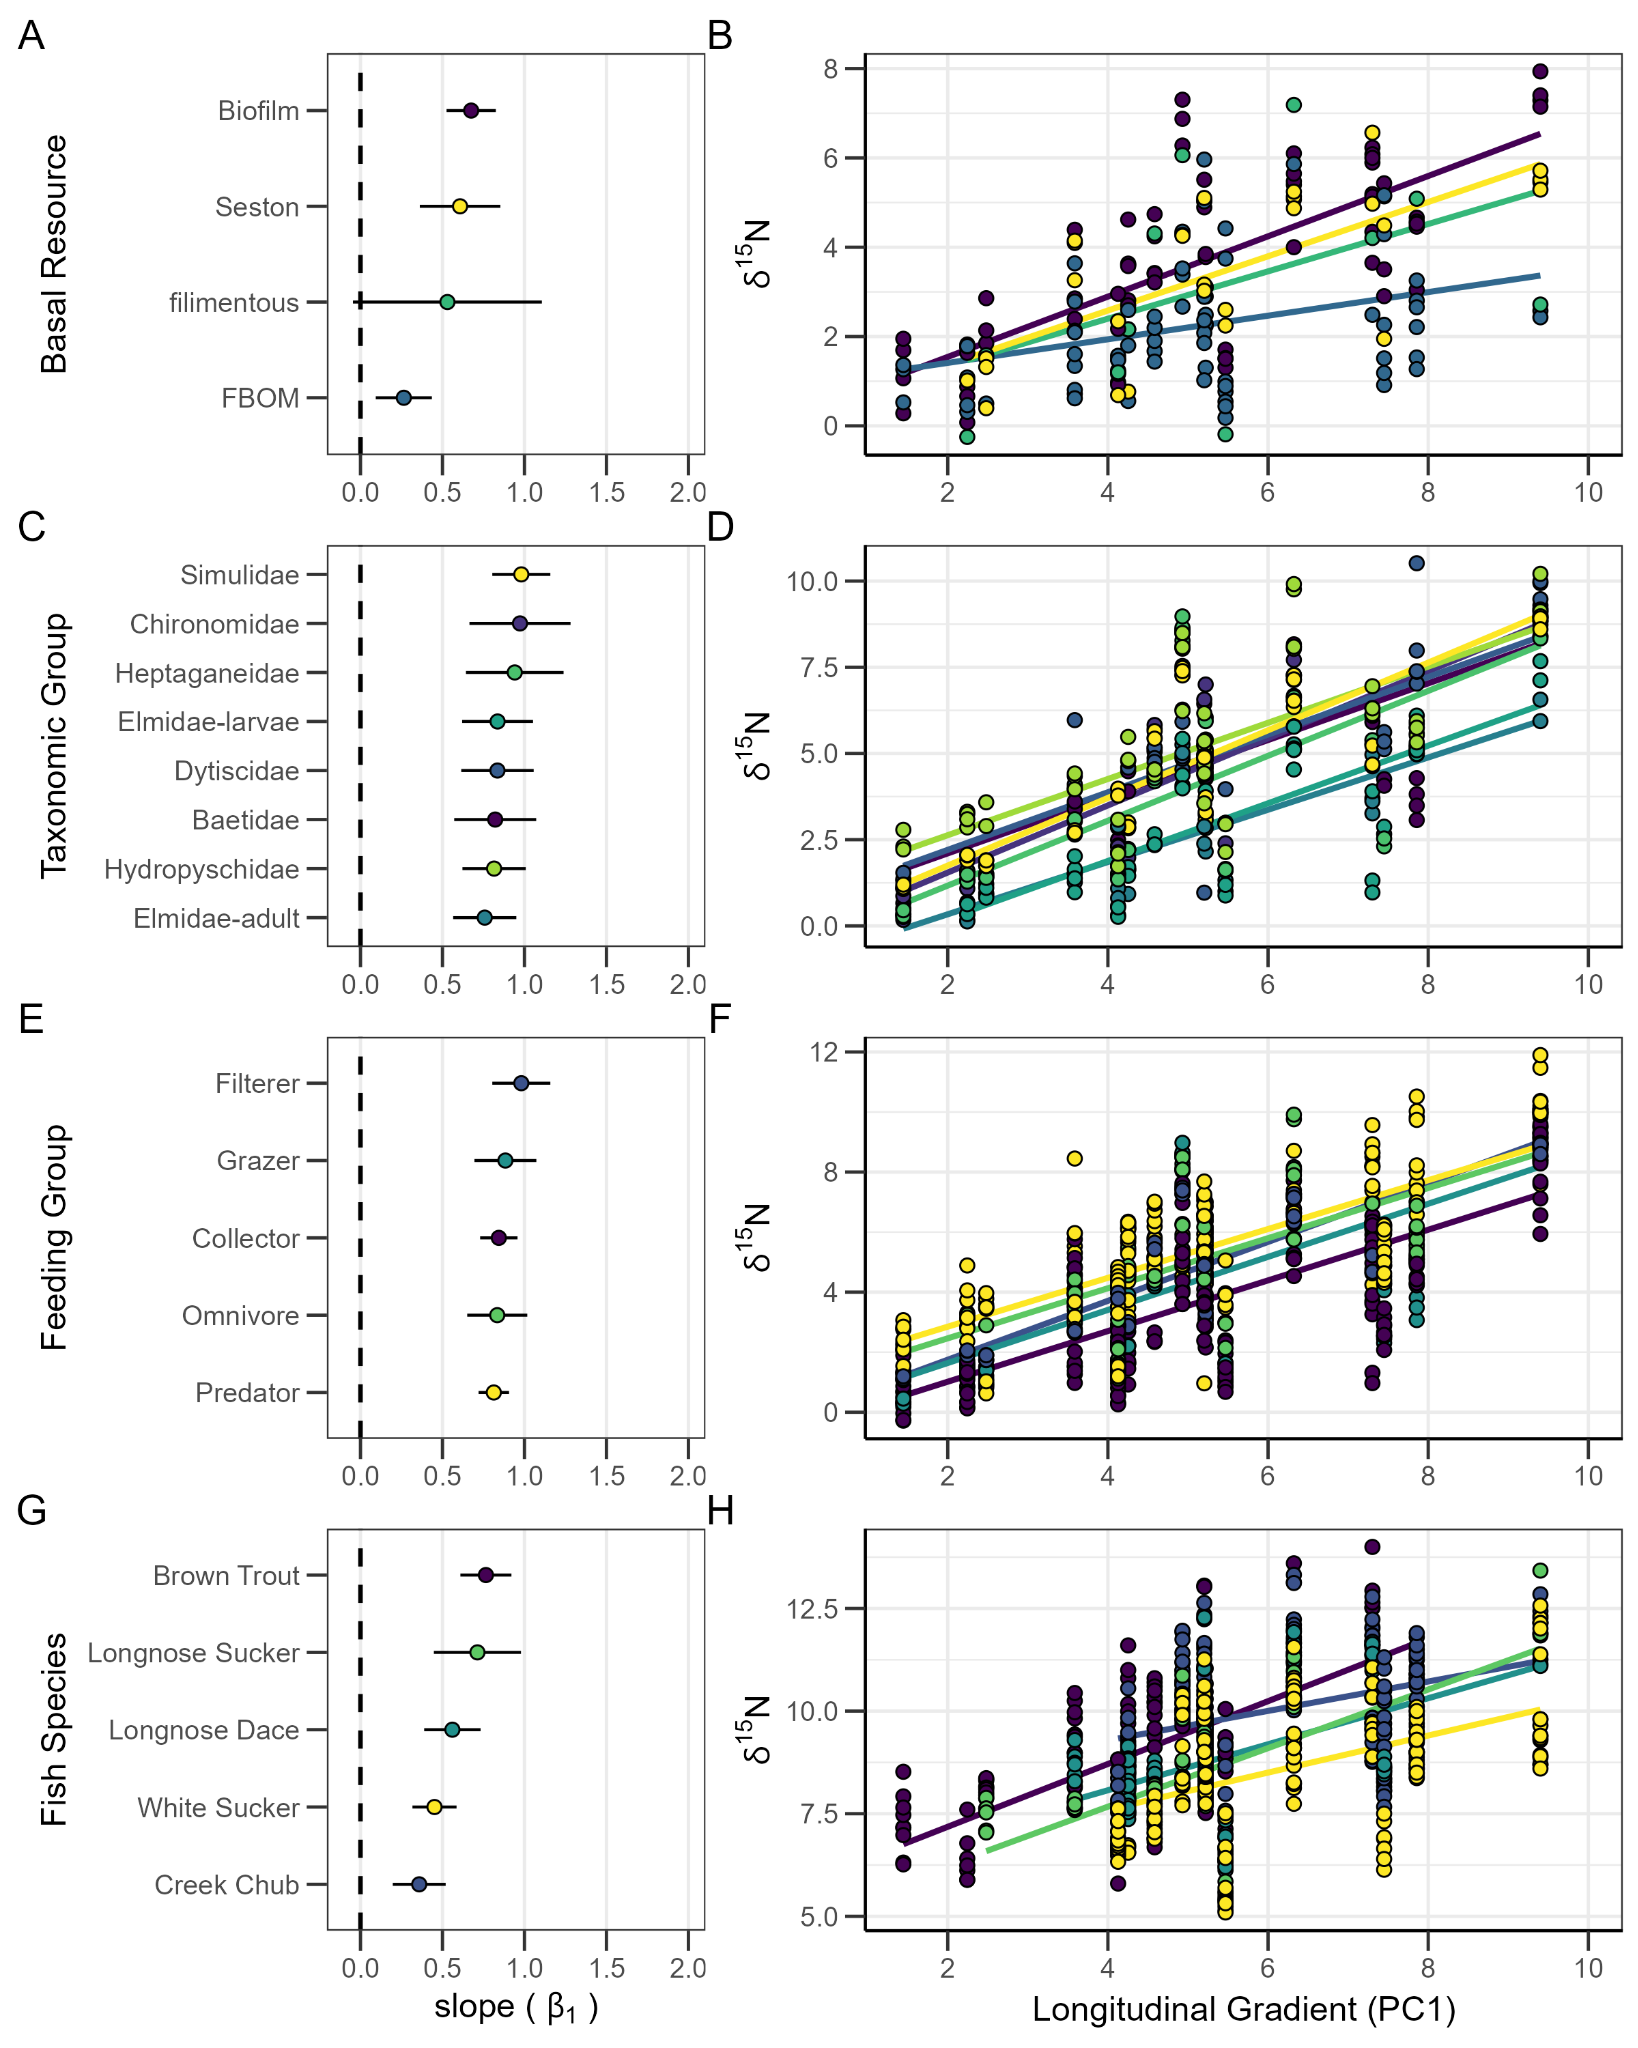 A
Basal Resource
Biofilm
Seston
filimentous
FBOM
0.0 0.5 1.0 1.5 2.0
B
δ15N
8
6
4
2
0
2 4 6 8 10
C
Taxonomic Group
Simulidae
Chironomidae
Heptaganeidae
Elmidae-larvae
Dytiscidae
Baetidae
Hydropyschidae
Elmidae-adult
0.0 0.5 1.0 1.5 2.0
D
δ15N
10.0
7.5
5.0
2.5
0.0
2 4 6 8 10
E
Feeding Group
Filterer
Grazer
Collector
Omnivore
Predator
0.0 0.5 1.0 1.5 2.0
F
δ15N
12
8
4
0
2 4 6 8 10
G
Fish Species
Brown Trout
Longnose Sucker
Longnose Dace
White Sucker
Creek Chub
0.0 0.5 1.0 1.5 2.0
slope ( β1 )
H
δ15N
12.5
10.0
7.5
5.0
2 4 6 8 10
Longitudinal Gradient (PC1)